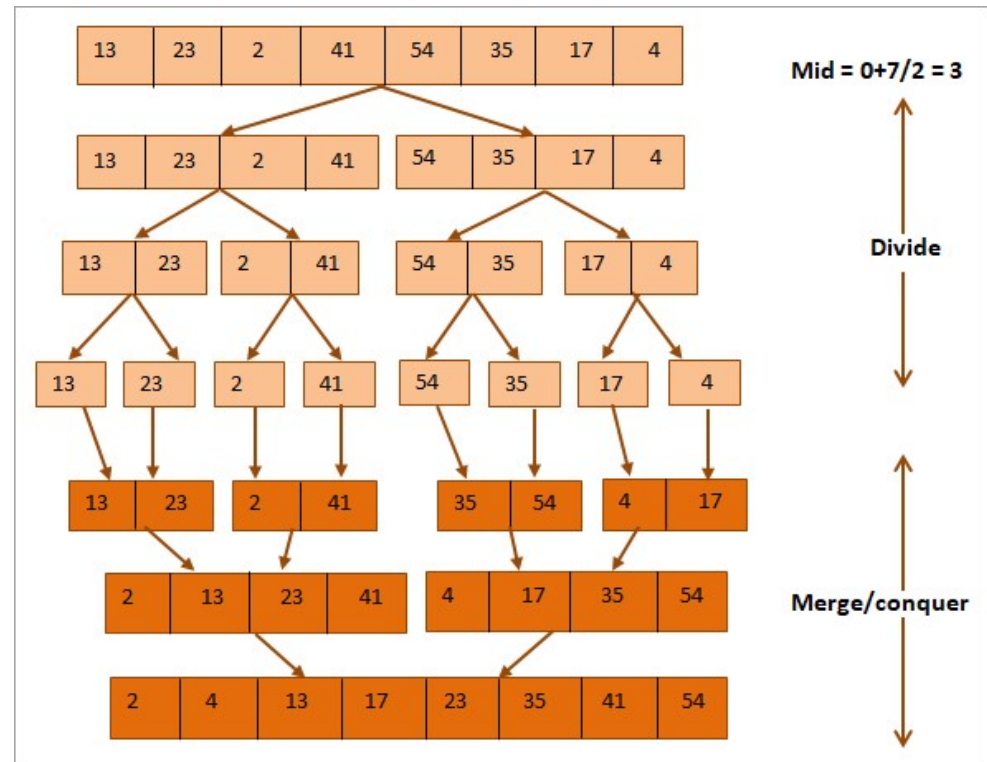 13 23 2 41 54 35 17 4
Mid = 0+7/2 = 3
13 23 2 41 54 35 17 4
Divide
13 23 2 41 54 35 17 4
13 23 2 41 54 35 17 4
13 23 2 41 35 54 4 17
2 13 23 41 4 17 35 54
Merge/conquer
2 4 13 17 23 35 41 54